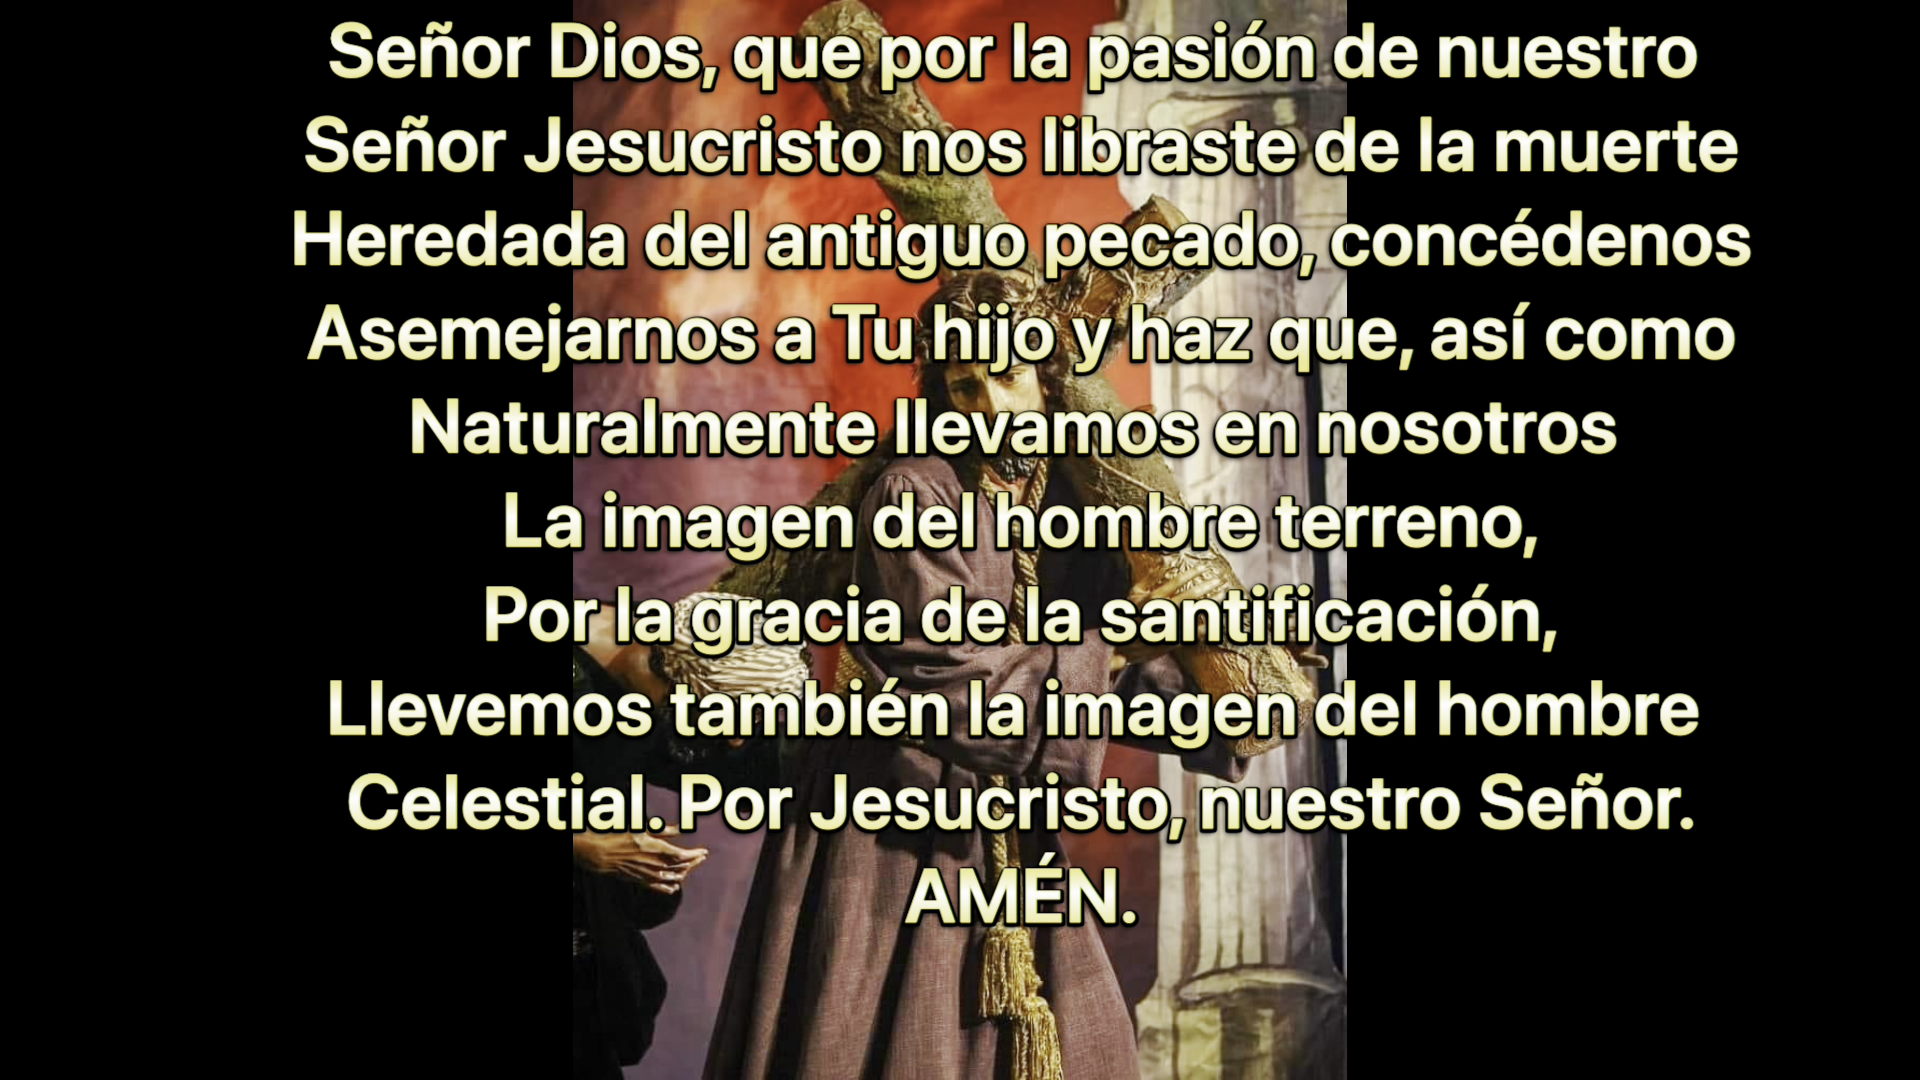 Señor Dios, que por la pasión de nuestro
Señor Jesucristo nos libraste de la muerte
Heredada del antiguo pecado, concédenos
Asemejarnos a Tu hijo y haz que, así como
Naturalmente llevamos en nosotros
La imagen del hombre terreno,
Por la gracia de la santificación,
Llevemos también la imagen del hombre
Celestial. Por Jesucristo, nuestro Señor.
AMÉN.